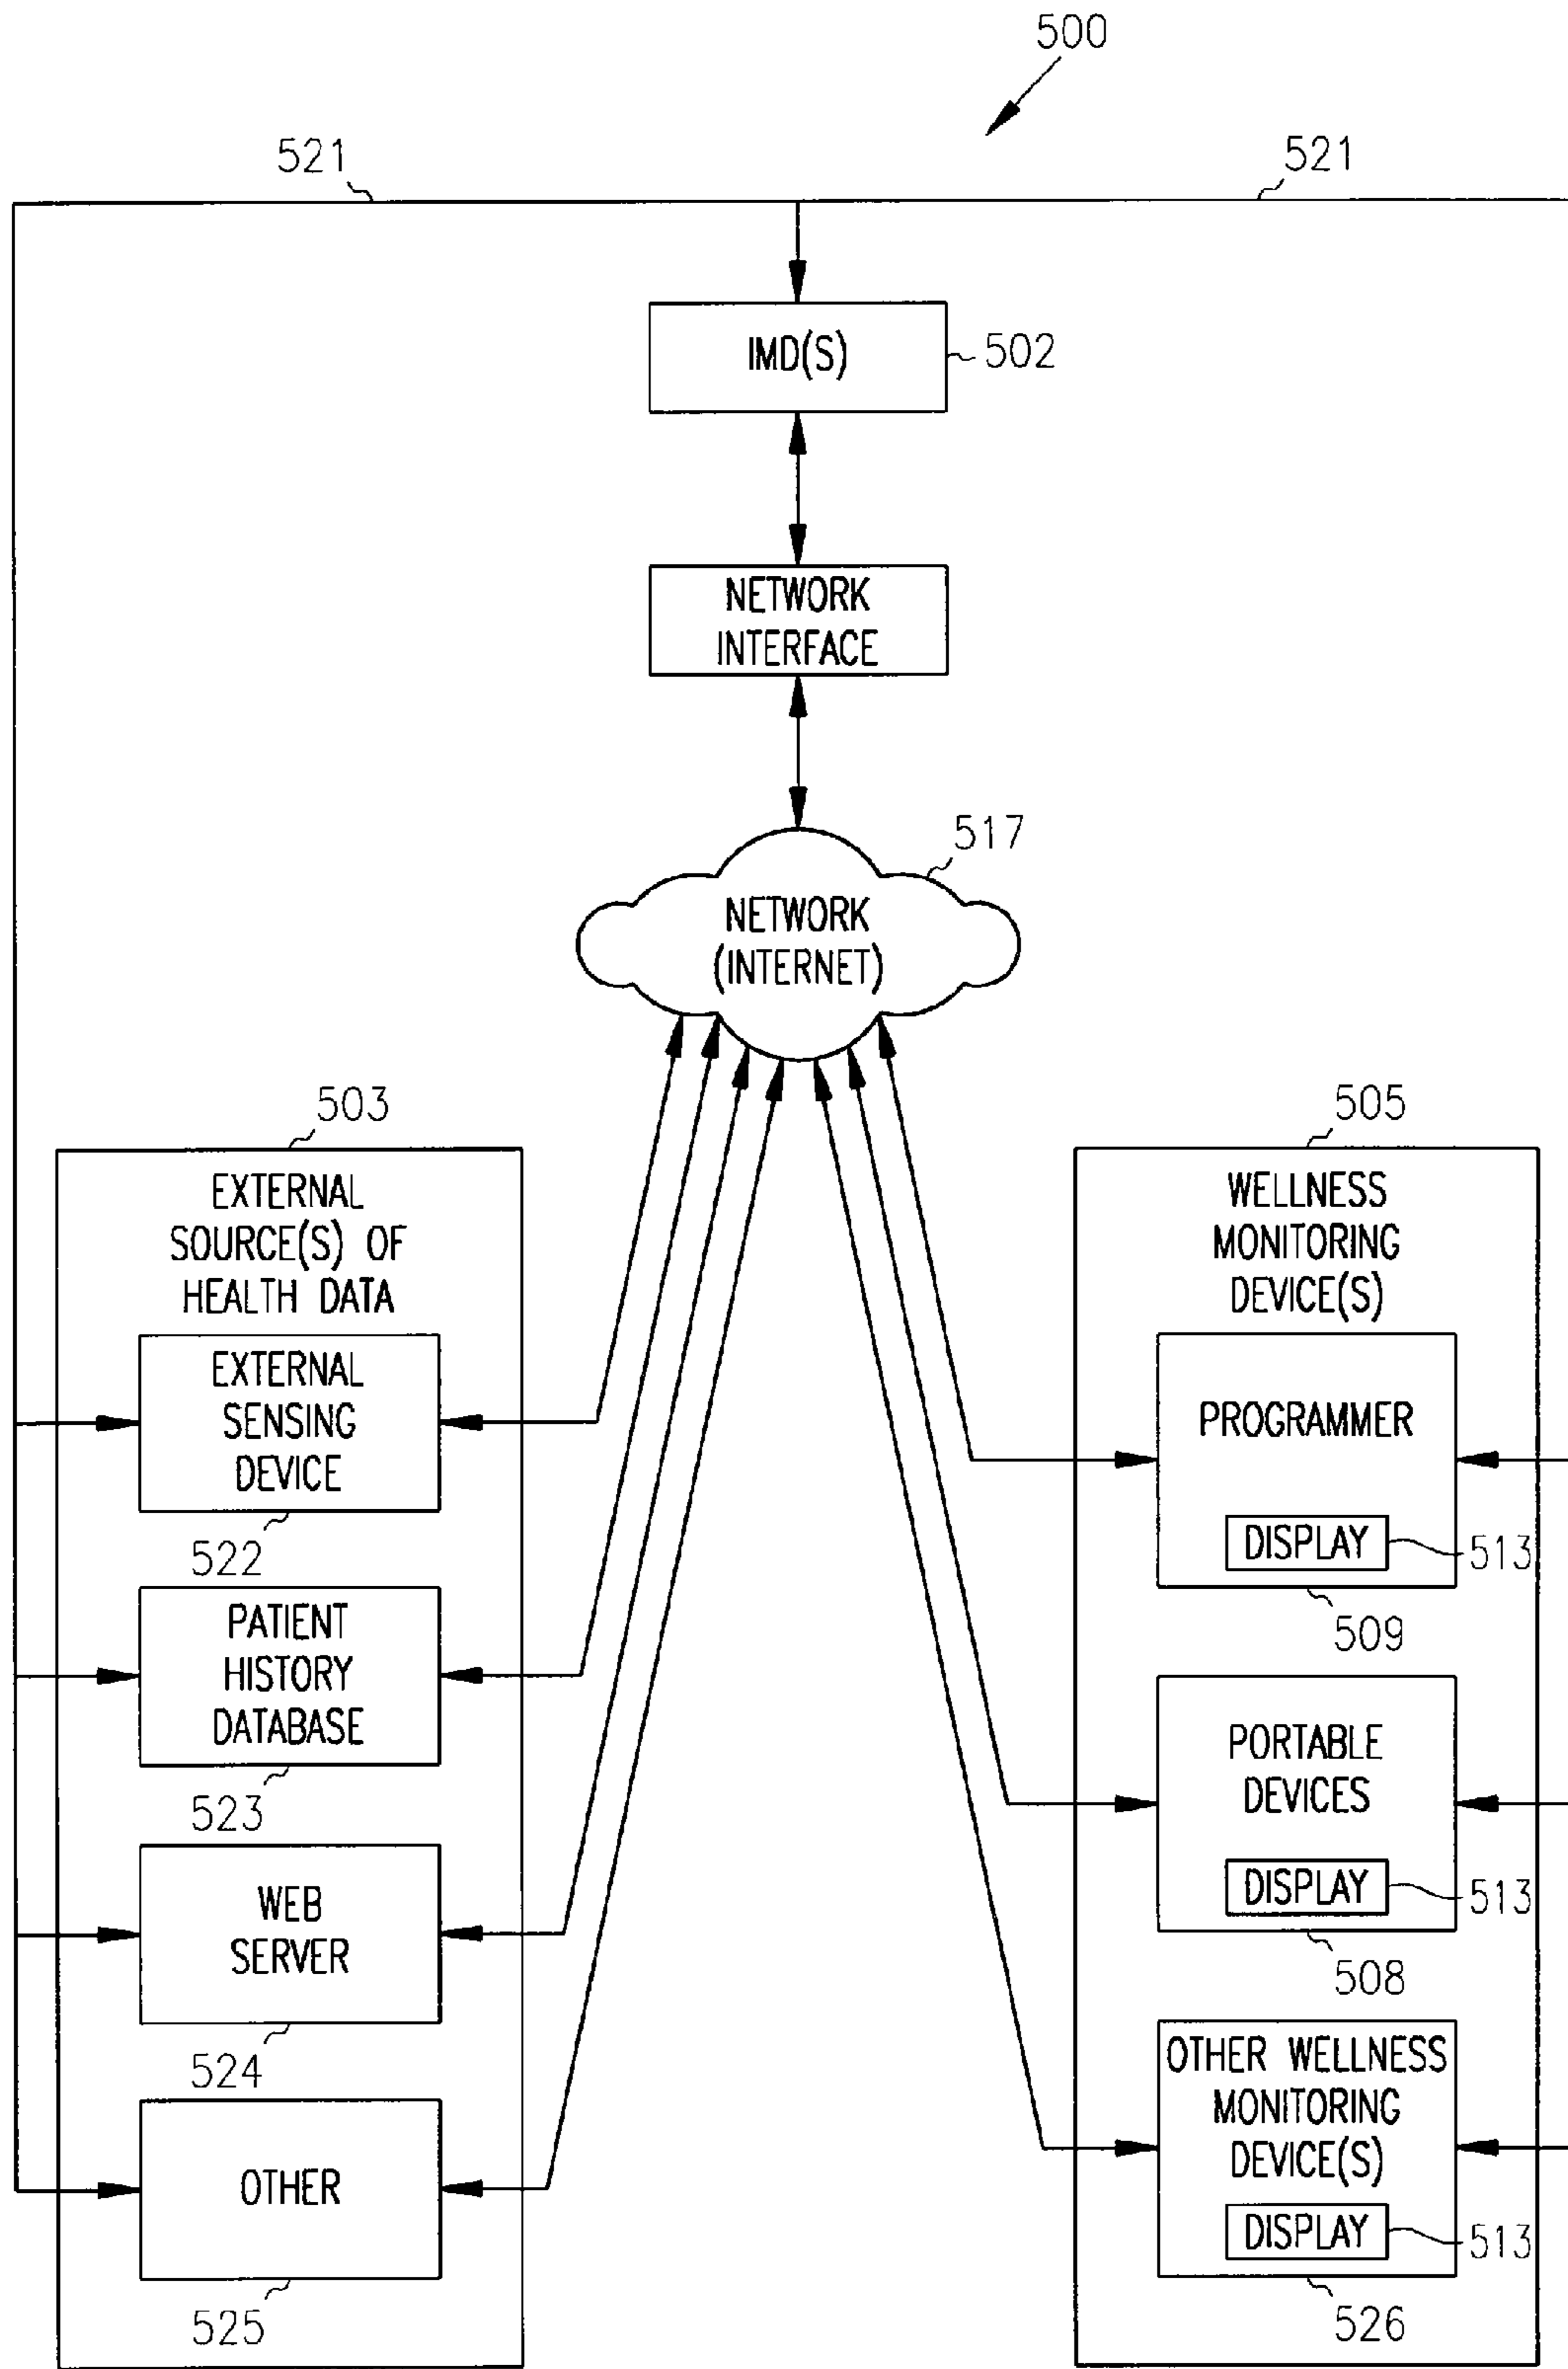 500
521
521
IMD(S)
502
NETWORK
INTERFACE
517
NETWORK
(INTERNET)
503
EXTERNAL
SOURCE(S) OF
HEALTH DATA
EXTERNAL
SENSING
DEVICE
522
PATIENT
HISTORY
DATABASE
523
WEB
SERVER
524
OTHER
525
505
WELLNESS
MONITORING
DEVICE(S)
PROGRAMMER
DISPLAY
513
509
PORTABLE
DEVICES
DISPLAY
513
508
OTHER WELLNESS
MONITORING
DEVICE(S)
DISPLAY
513
526